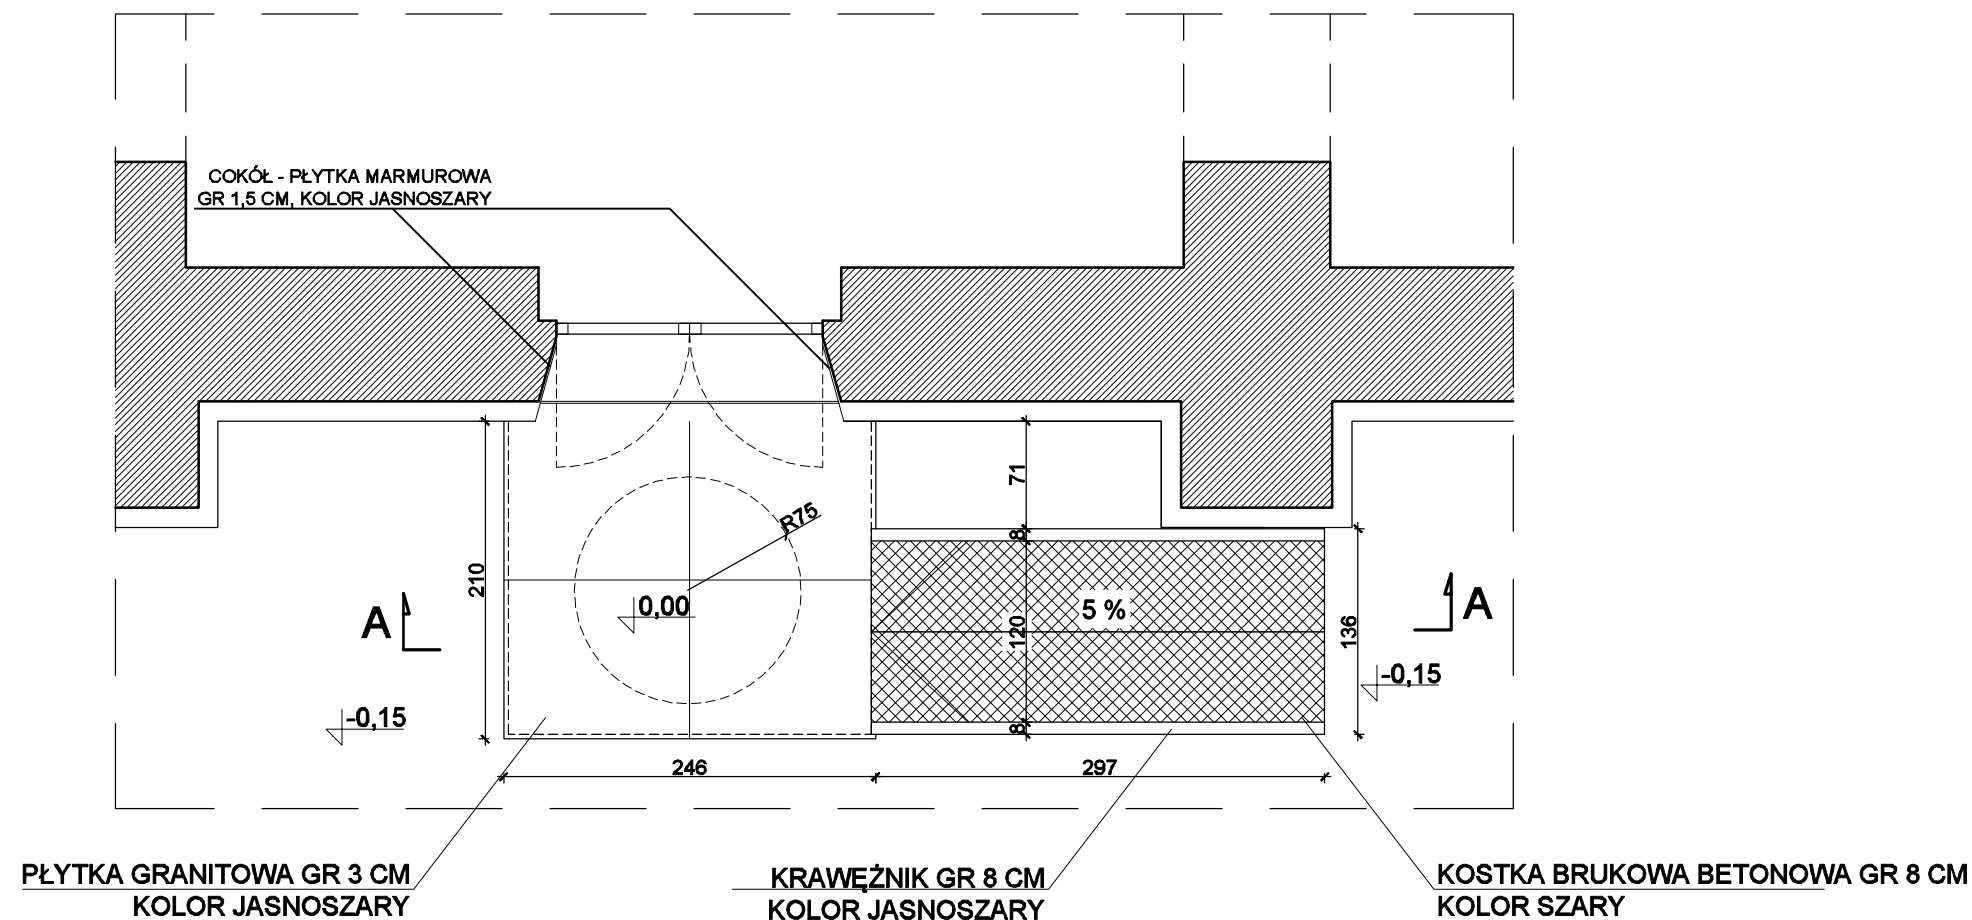 COKÓŁ - PŁYTKA MARMUROWA
GR 1,5 CM, KOLOR JASNOSZARY
71
R75
8
210
0,00
5 %
A
A
120
136
-0,15
-0,15
8
246
297
PŁYTKA GRANITOWA GR 3 CM
KOLOR JASNOSZARY
KRAWĘŻNIK GR 8 CM
KOLOR JASNOSZARY
KOSTKA BRUKOWA BETONOWA GR 8 CM
KOLOR SZARY